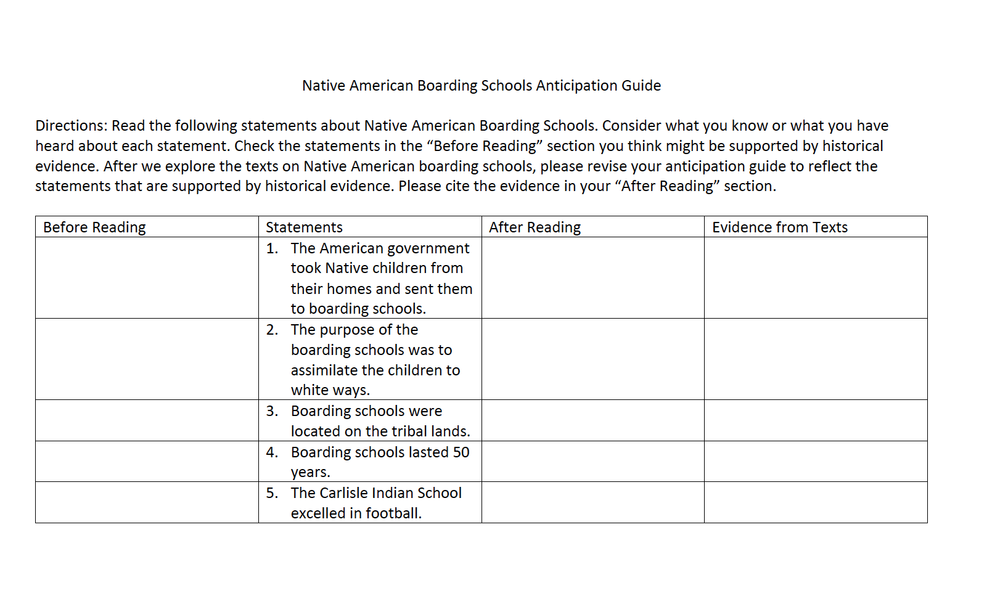 Native American Boarding Schools Anticipation Guide
Directions: Read the following statements about Native American Boarding Schools. Consider what you know or what you have
heard about each statement. Check the statements in the “Before Reading” section you think might be supported by historical
evidence. After we explore the texts on Native American boarding schools, please revise your anticipation guide to reflect the
statements that are supported by historical evidence. Please cite the evidence in your “After Reading” section.
Before Reading Statements After Reading Evidence from Texts
1. The American government
took Native children from
their homes and sent them
to boarding schools.
2. The purpose of the
boarding schools was to
assimilate the children to
white ways.
3. Boarding schools were
located on the tribal lands.
4. Boarding schools lasted 50
years.
5. The Carlisle Indian School
excelled in football.